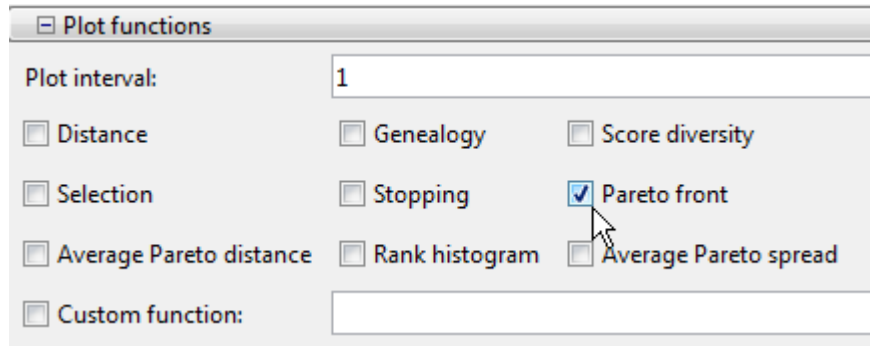 Plot functions
Plot interval: 1
Distance Genealogy Score diversity
Selection Stopping Pareto front
Average Pareto distance Rank histogram Average Pareto spread
Custom function: